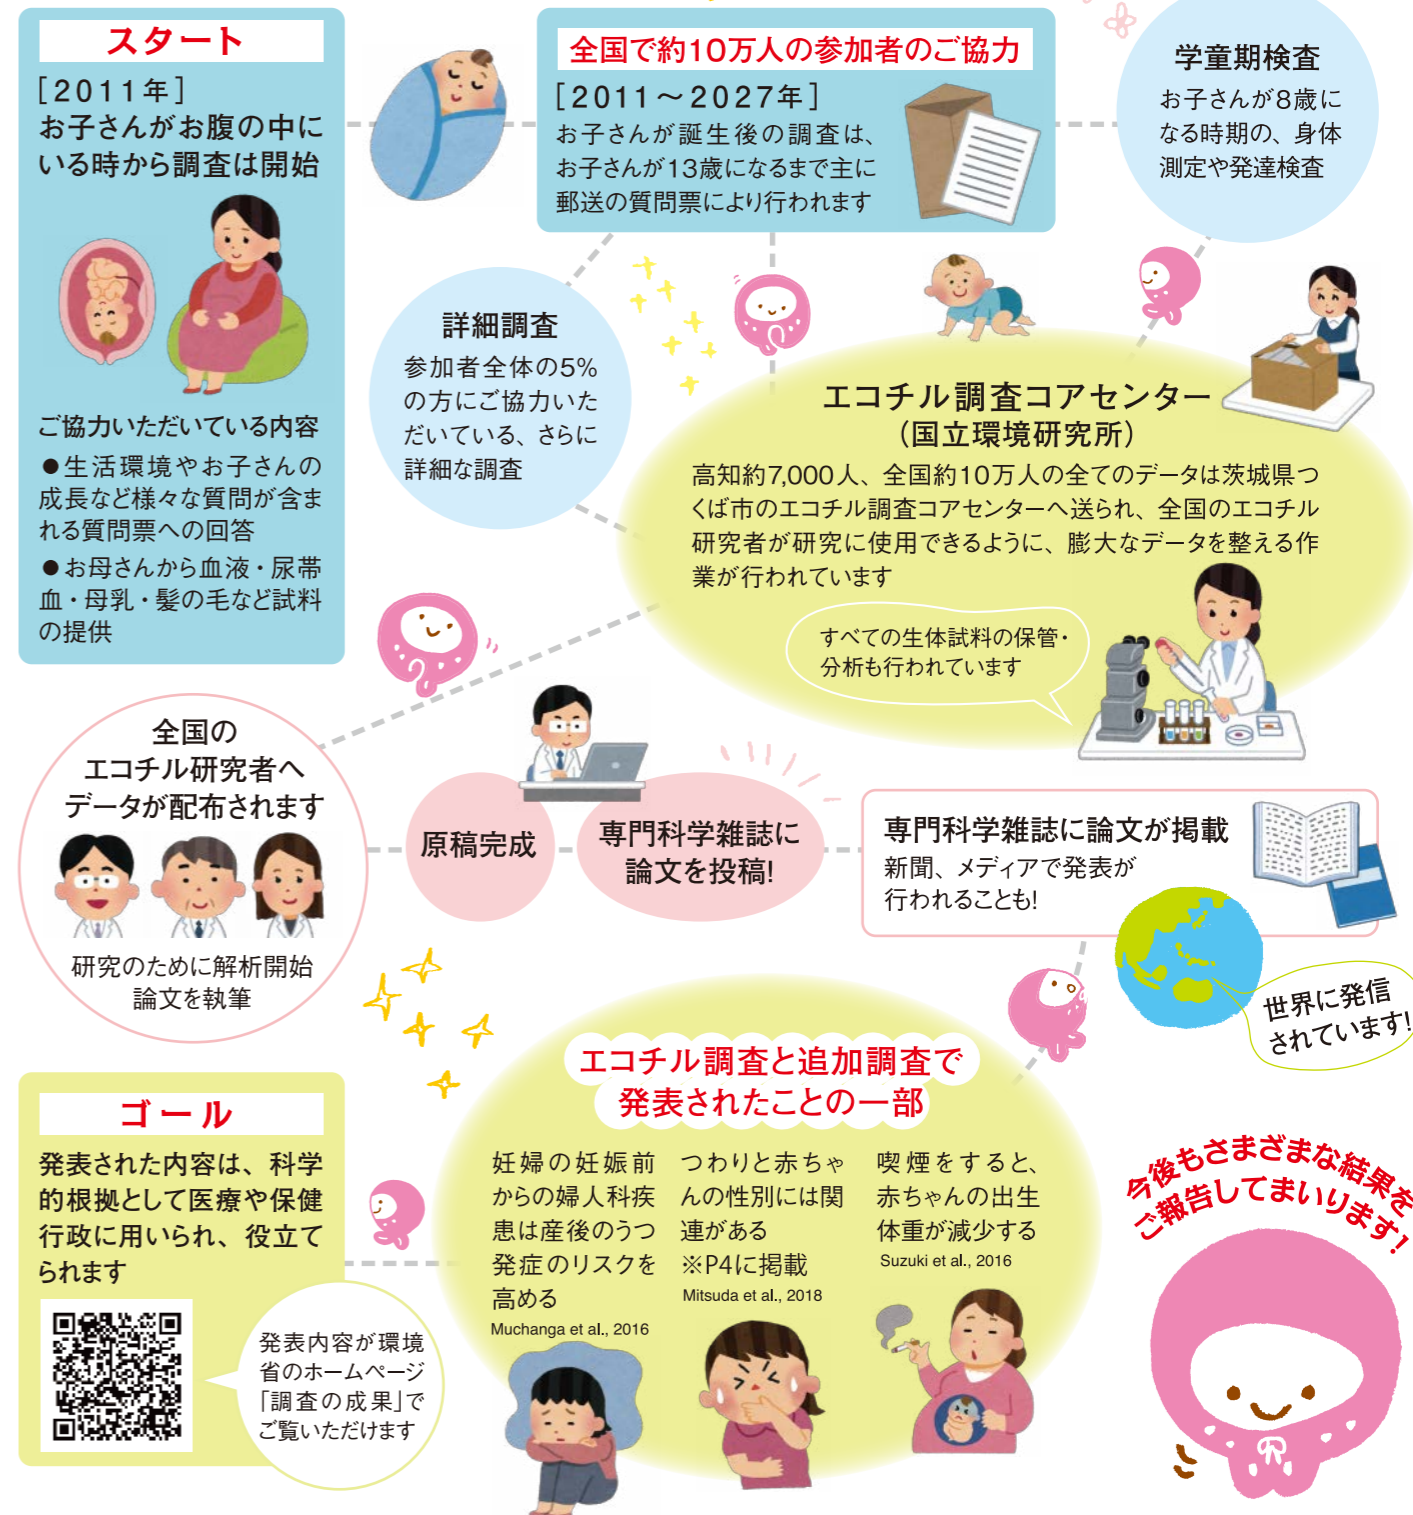 スタート
[2011年]
お子さんがお腹の中に
いる時から調査は開始
ご協力いただいている内容
●生活環境やお子さんの
成長など様々な質問が含ま
れる質問票への回答
●お母さんから血液・尿帯
血・母乳・髪の毛など試料
の提供
全国で約10万人の参加者のご協力
[2011〜2027年]
お子さんが誕生後の調査は、
お子さんが13歳になるまで主に
郵送の質問票により行われます
学童期検査
お子さんが8歳に
なる時期の、身体
測定や発達検査
詳細調査
参加者全体の5%
の方にご協力いた
だいている、さらに
詳細な調査
エコチル調査コアセンター
(国立環境研究所)
高知約7,000人、全国約10万人の全てのデータは茨城県つ
くば市のエコチル調査コアセンターへ送られ、全国のエコチル
研究者が研究に使用できるように、膨大なデータを整える作
業が行われています
すべての生体試料の保管・
分析も行われています
全国の
エコチル研究者へ
データが配布されます
研究のために解析開始
論文を執筆
原稿完成
専門科学雑誌に
論文を投稿!
専門科学雑誌に論文が掲載
新聞、メディアで発表が
行われることも!
世界に発信
されています!
エコチル調査と追加調査で
発表されたことの一部
妊婦の妊娠前
からの婦人科疾
患は産後のうつ
発症のリスクを
高める
Muchanga et al., 2016
つわりと赤ちゃ
んの性別には関
連がある
※P4に掲載
Mitsuda et al., 2018
喫煙をすると、
赤ちゃんの出生
体重が減少する
Suzuki et al., 2016
ゴール
発表された内容は、科学
的根拠として医療や保健
行政に用いられ、役立て
られます
発表内容が環境
省のホームページ
「調査の成果」で
ご覧いただけます
今後もさまざまな結果を
ご報告してまいります!